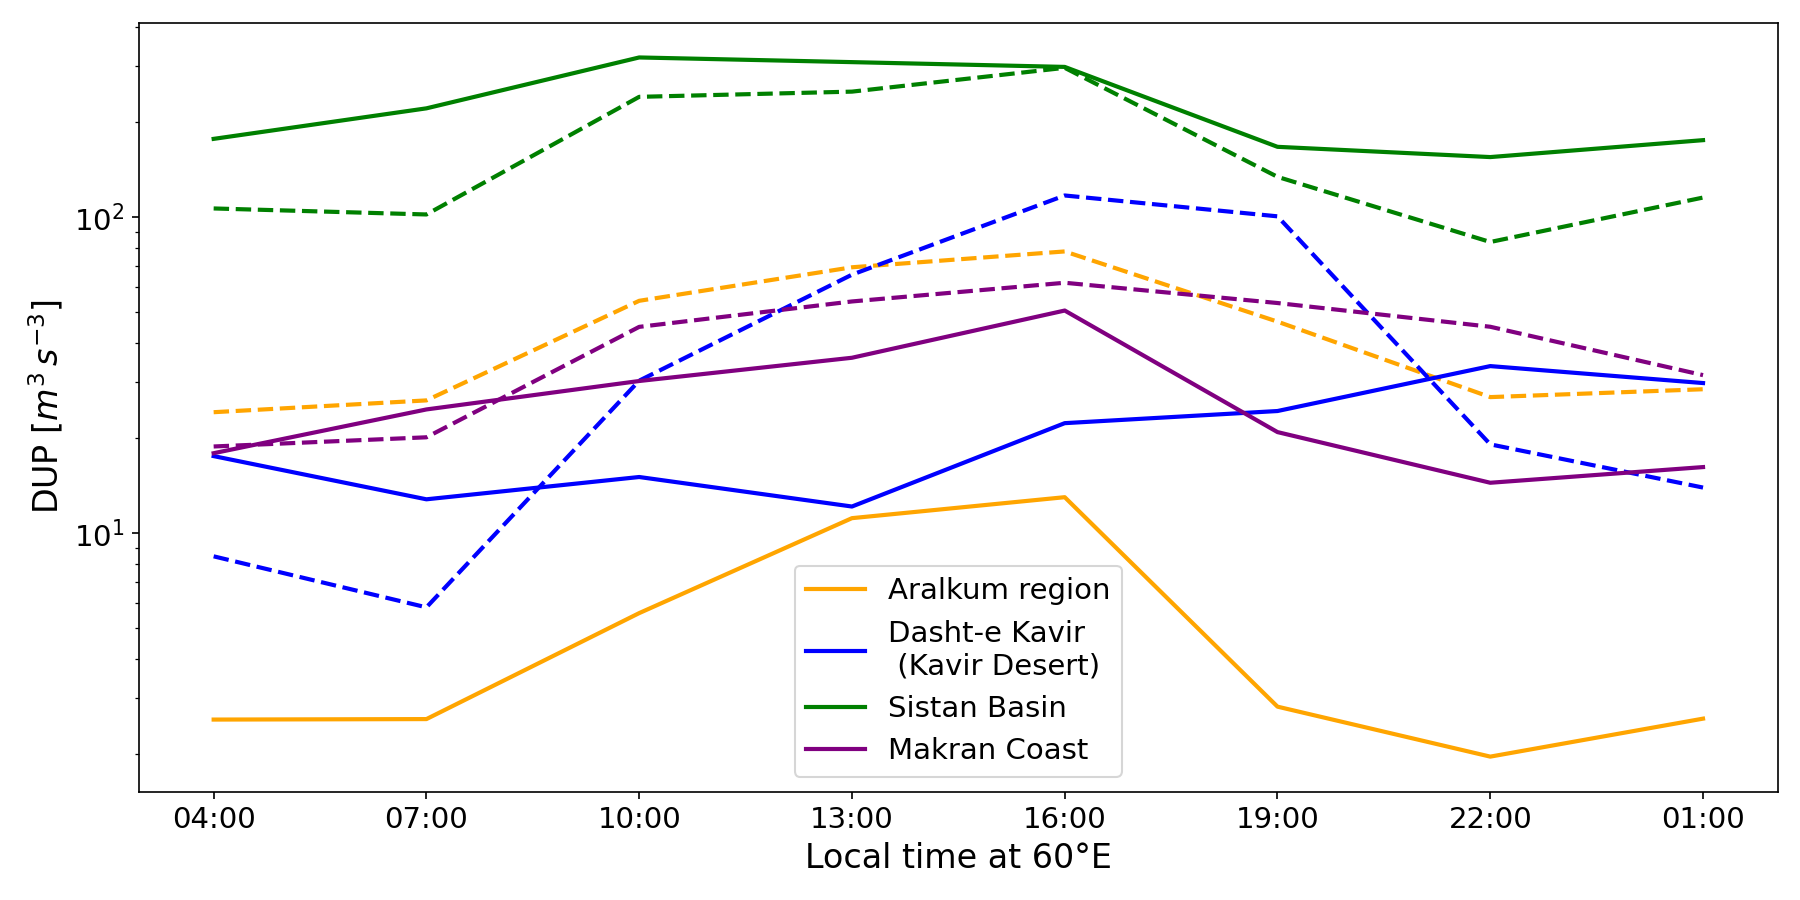 DUP [m³ s⁻³]
10²
10¹
04:00 07:00 10:00 13:00 16:00 19:00 22:00 01:00
Local time at 60°E
Aralkum region
Dasht-e Kavir
(Kavir Desert)
Sistan Basin
Makran Coast